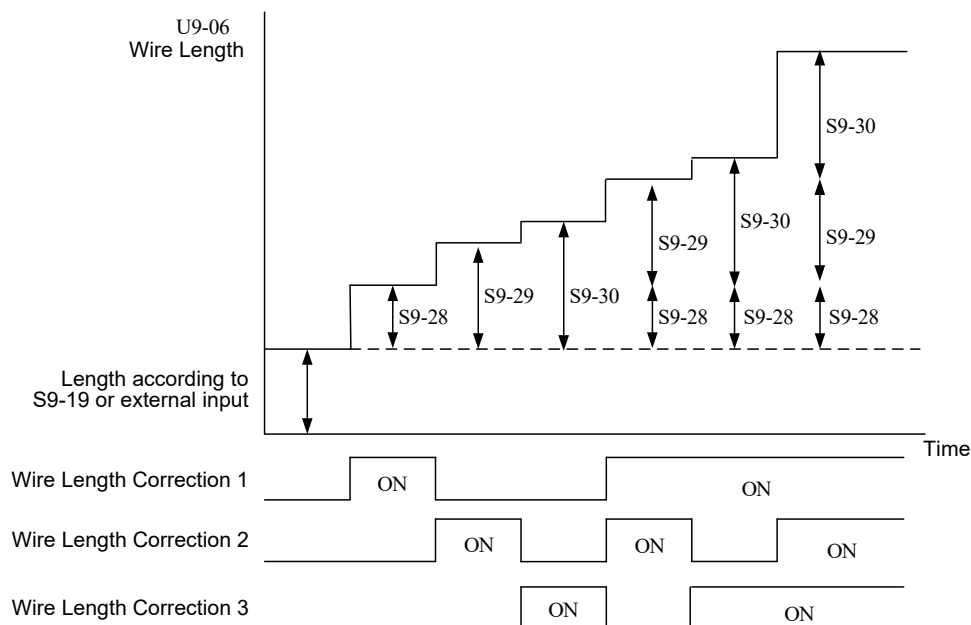 U9-06
Wire Length
S9-30
S9-29
S9-30
S9-28
S9-29
S9-30
S9-29
S9-28
S9-28
S9-28
Length according to
S9-19 or external input
Time
Wire Length Correction 1
ON
ON
Wire Length Correction 2
ON
ON
ON
Wire Length Correction 3
ON
ON